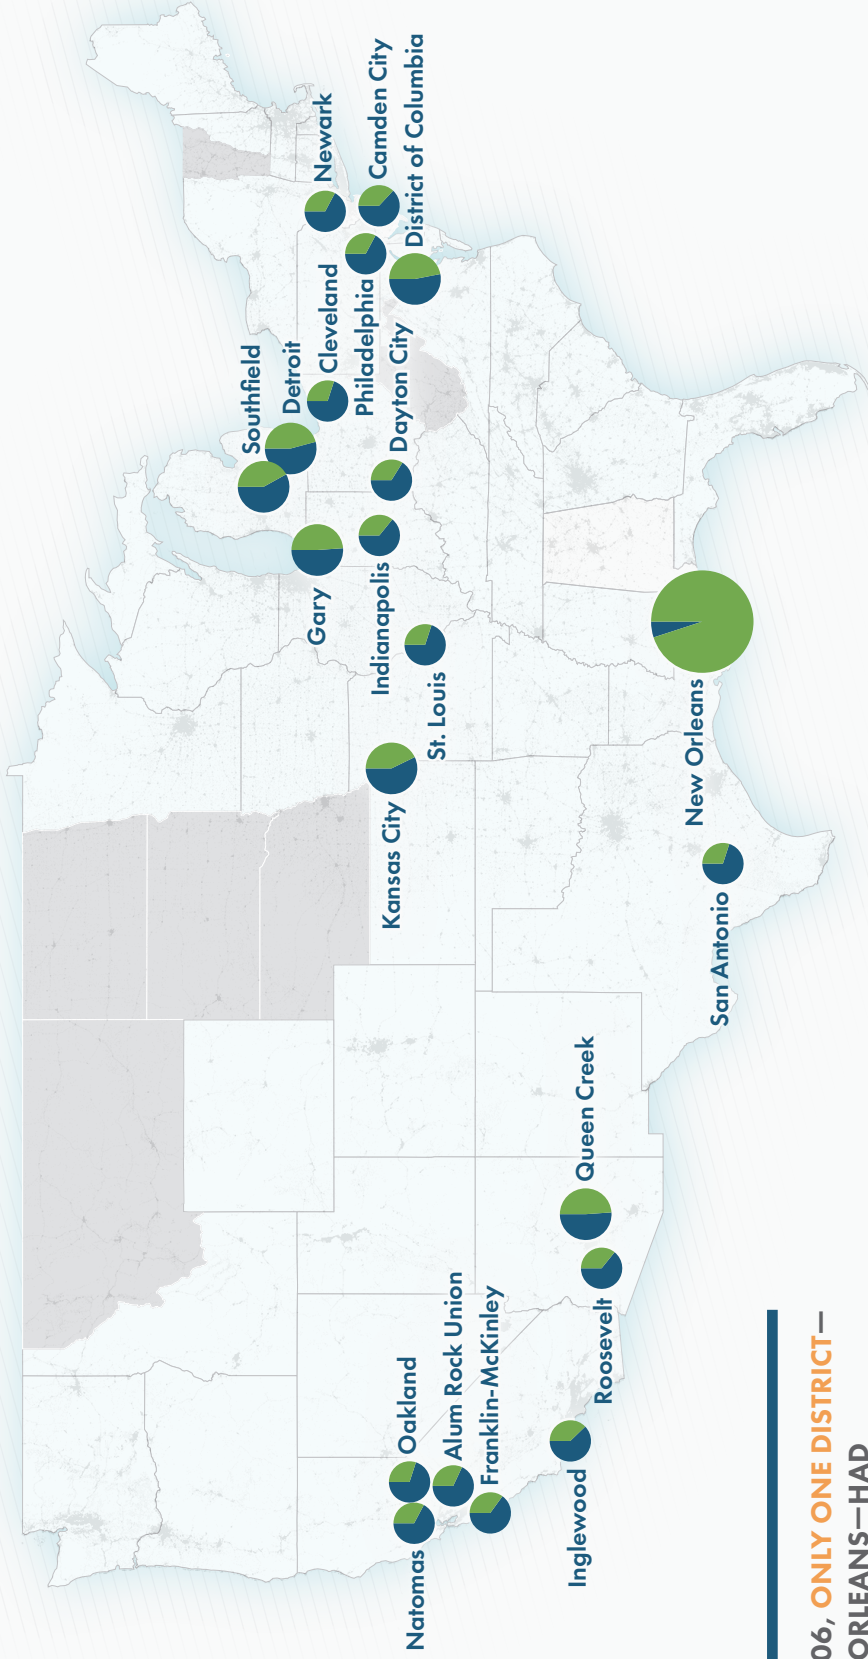 Newark
Camden City
District of Columbia
Cleveland
Philadelphia
Southfield
Detroit
Dayton City
Gary
Indianapolis
St. Louis
Kansas City
New Orleans
San Antonio
Queen Creek
Roosevelt
Oakland
Alum Rock Union
Franklin-McKinley
Natomas
Inglewood
06, ONLY ONE DISTRICT—
ORLEANS—HAD